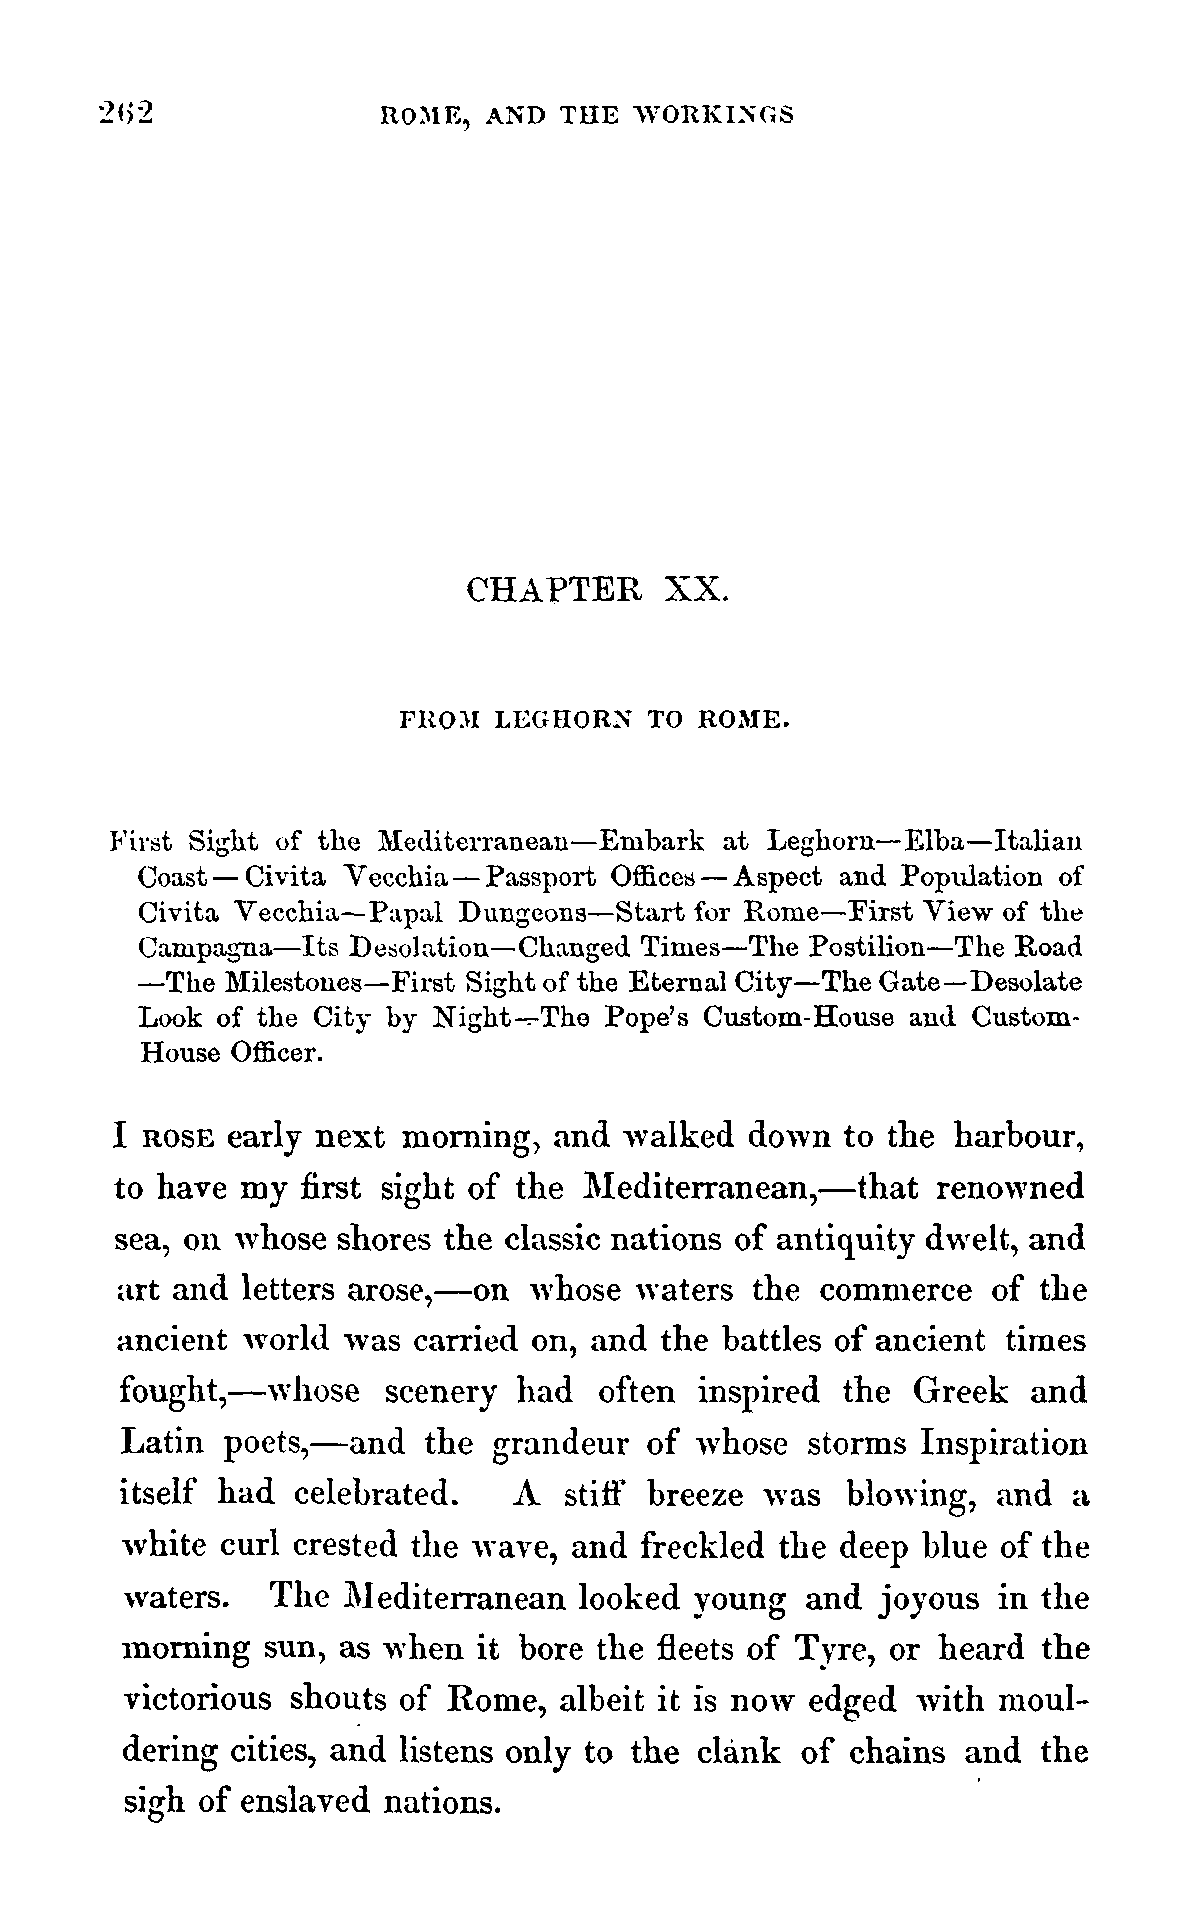 262 ROME, AND THE WORKINGS
CHAPTER XX.
FROM LEGHORN TO ROME.
First Sight of the Mediterranean—Embark at Leghorn—Elba—Italian
Coast—Civita Vecchia—Passport Offices—Aspect and Population of
Civita Vecchia—Papal Dungeons—Start for Rome—First View of the
Campagna—Its Desolation—Changed Times—The Postilion—The Road
—The Milestones—First Sight of the Eternal City—The Gate—Desolate
Look of the City by Night—The Pope's Custom-House and Custom-
House Officer.
I ROSE early next morning, and walked down to the harbour,
to have my first sight of the Mediterranean,—that renowned
sea, on whose shores the classic nations of antiquity dwelt, and
art and letters arose,—on whose waters the commerce of the
ancient world was carried on, and the battles of ancient times
fought,—whose scenery had often inspired the Greek and
Latin poets,—and the grandeur of whose storms Inspiration
itself had celebrated. A stiff breeze was blowing, and a
white curl crested the wave, and freckled the deep blue of the
waters. The Mediterranean looked young and joyous in the
morning sun, as when it bore the fleets of Tyre, or heard the
victorious shouts of Rome, albeit it is now edged with moul-
dering cities, and listens only to the clank of chains and the
sigh of enslaved nations.